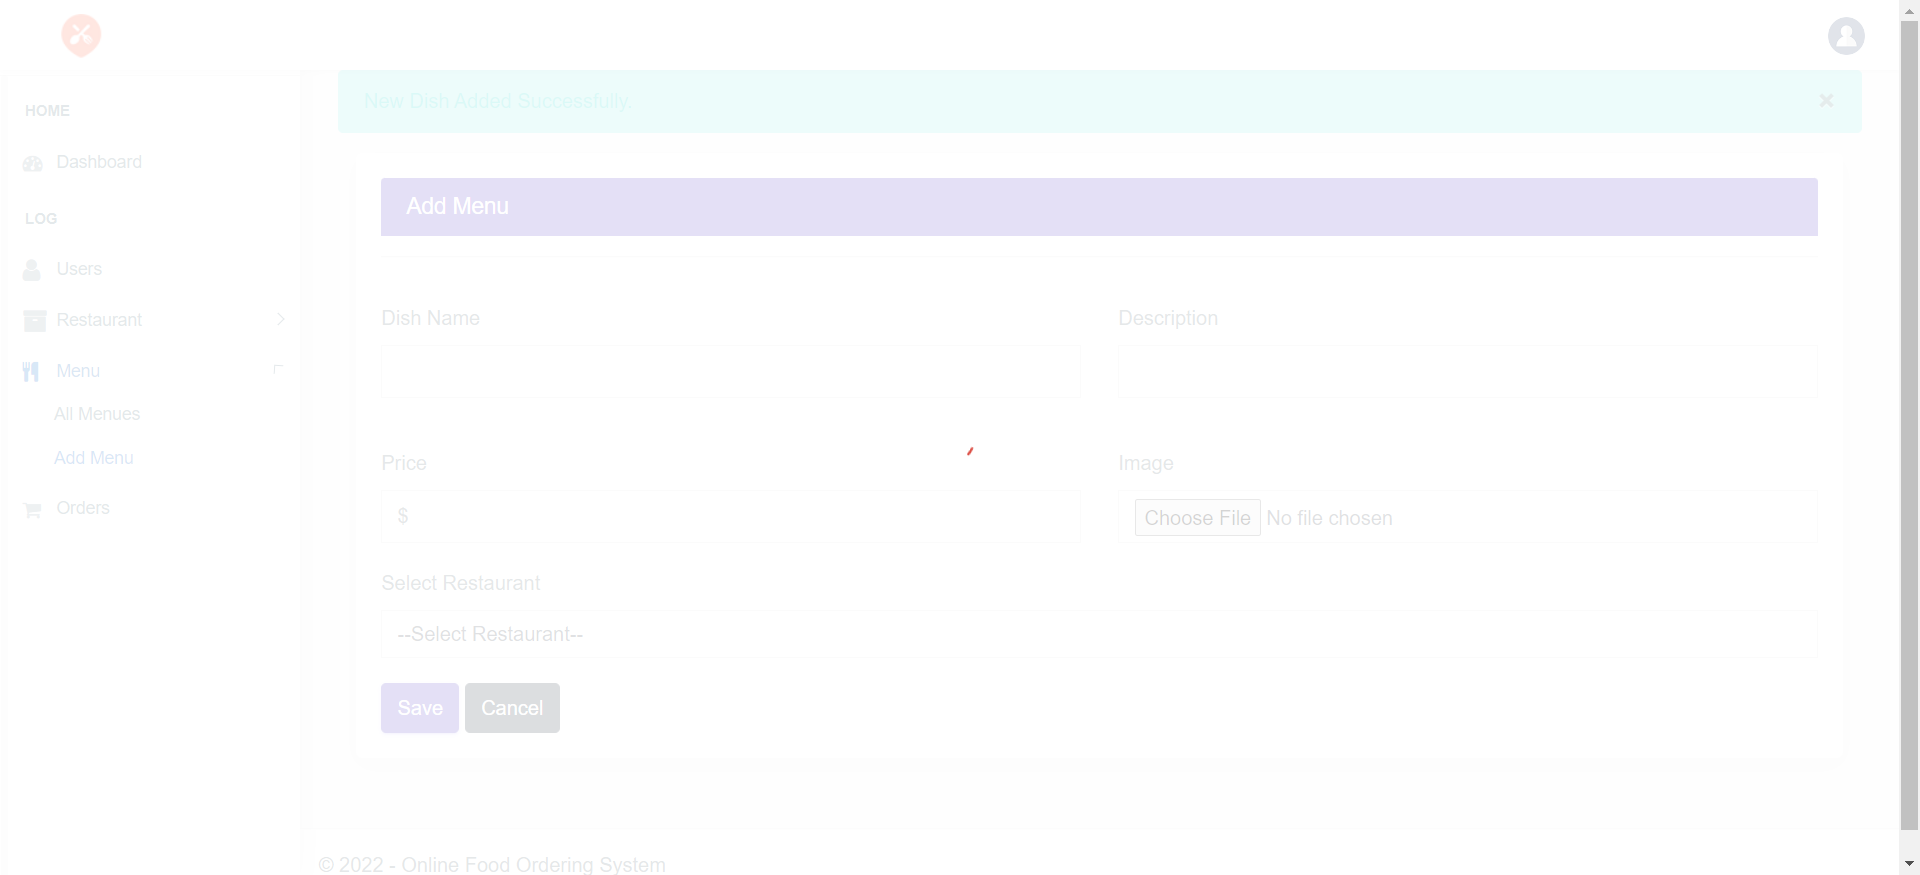 New Dish Added Successfully.
HOME
Dashboard
LOG
Users
Restaurant
Menu
All Menues
Add Menu
Orders
Add Menu
Dish Name
Description
Price
Image
$
Choose File No file chosen
Select Restaurant
--Select Restaurant--
Save Cancel
© 2022 - Online Food Ordering System